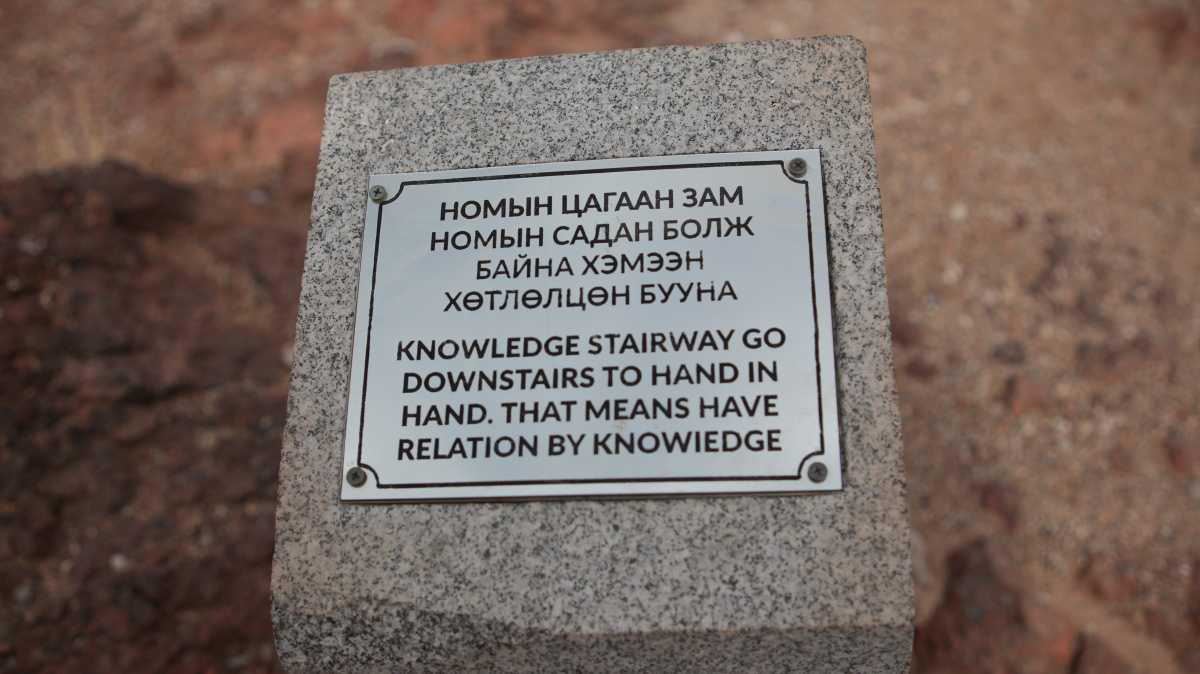 НОМЫН ЦАГААН ЗАМ
НОМЫН САДАН БОЛЖ
БАЙНА ХЭМЭЭН
ХӨТЛӨЛЦӨН БУУНА
KNOWLEDGE STAIRWAY GO
DOWNSTAIRS TO HAND IN
HAND. THAT MEANS HAVE
RELATION BY KNOWIEDGE